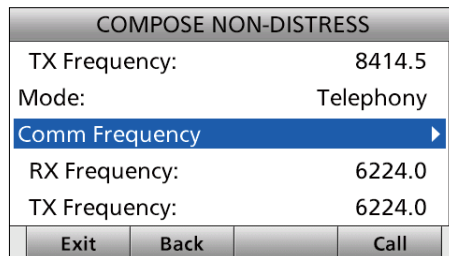 COMPOSE NON-DISTRESS
TX Frequency: 8414.5
Mode: Telephony
Comm Frequency
RX Frequency: 6224.0
TX Frequency: 6224.0
Exit Back Call